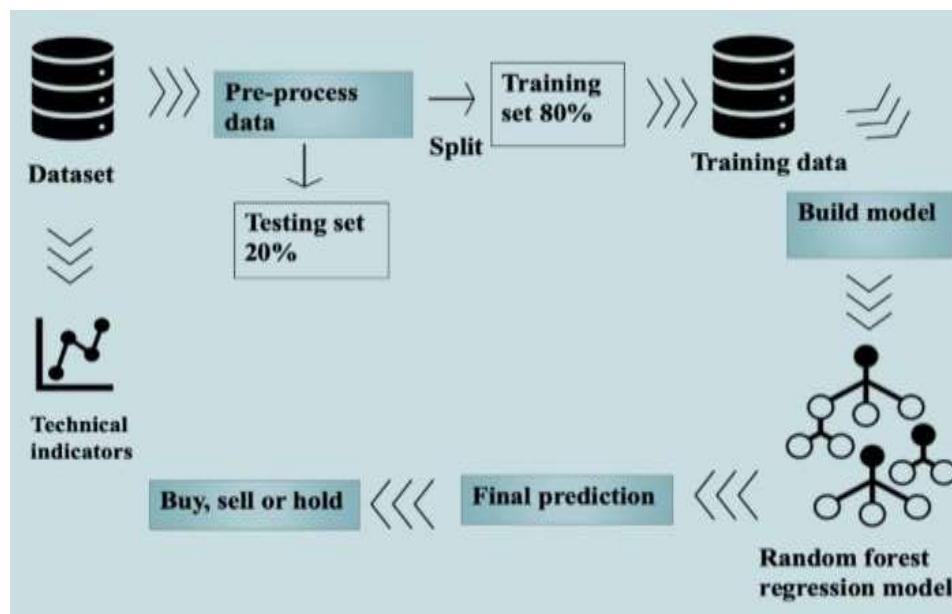 Dataset
Pre-process
data
Split
Training
set 80%
Training data
Testing set
20%
Build model
Technical
indicators
Buy, sell or hold
Final prediction
Random forest
regression model